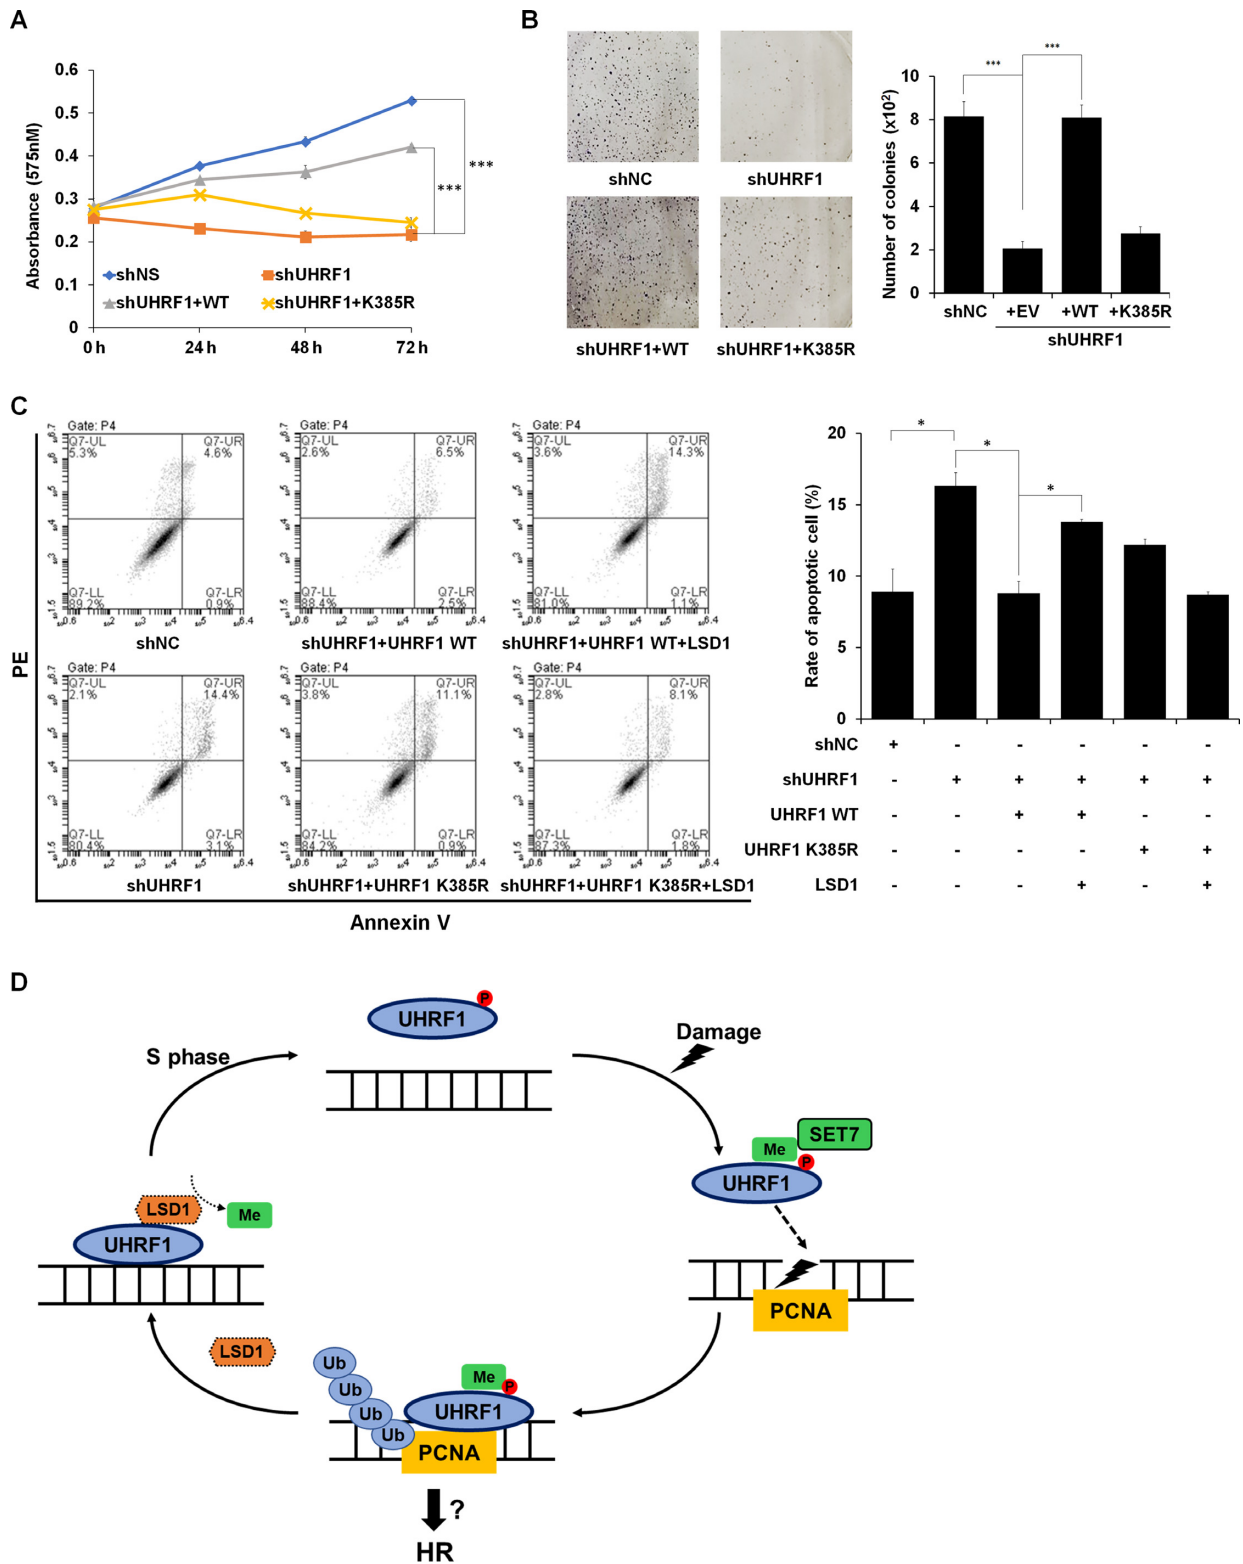 A
0.6
0.5
0.4
0.3
0.2
0.1
0
Absorbance (575nM)
***
***
shNS
shUHRF1
shUHRF1+WT
shUHRF1+K385R
0 h
24 h
48 h
72 h
B
shNC
shUHRF1
shUHRF1+WT
shUHRF1+K385R
***
***
10
8
6
4
2
0
Number of colonies (x10²)
shNC
+EV
+WT
+K385R
shUHRF1
C
PE
Gate: P4
Q7-UL
5.3%
Q7-UR
4.6%
Q7-LL
89.2%
Q7-LR
0.9%
shNC
Gate: P4
Q7-UL
2.6%
Q7-UR
6.5%
Q7-LL
88.4%
Q7-LR
2.5%
shUHRF1+UHRF1 WT
Gate: P4
Q7-UL
3.6%
Q7-UR
14.3%
Q7-LL
81.0%
Q7-LR
1.1%
shUHRF1+UHRF1 WT+LSD1
Gate: P4
Q7-UL
2.1%
Q7-UR
14.4%
Q7-LL
80.4%
Q7-LR
3.1%
shUHRF1
Gate: P4
Q7-UL
3.8%
Q7-UR
11.1%
Q7-LL
84.2%
Q7-LR
0.9%
shUHRF1+UHRF1 K385R
Gate: P4
Q7-UL
2.8%
Q7-UR
8.1%
Q7-LL
87.3%
Q7-LR
1.8%
shUHRF1+UHRF1 K385R+LSD1
Annexin V
20
15
10
5
0
Rate of apoptotic cell (%)
*
*
*
shNC + - - - - -
shUHRF1 - + + + + +
UHRF1 WT - - + + - -
UHRF1 K385R - - - - + +
LSD1 - - - + - +
D
P
UHRF1
S phase
Damage
SET7
Me
P
UHRF1
PCNA
LSD1
Me
UHRF1
LSD1
Ub
Ub
Ub
Ub
Me
P
UHRF1
PCNA
?
HR